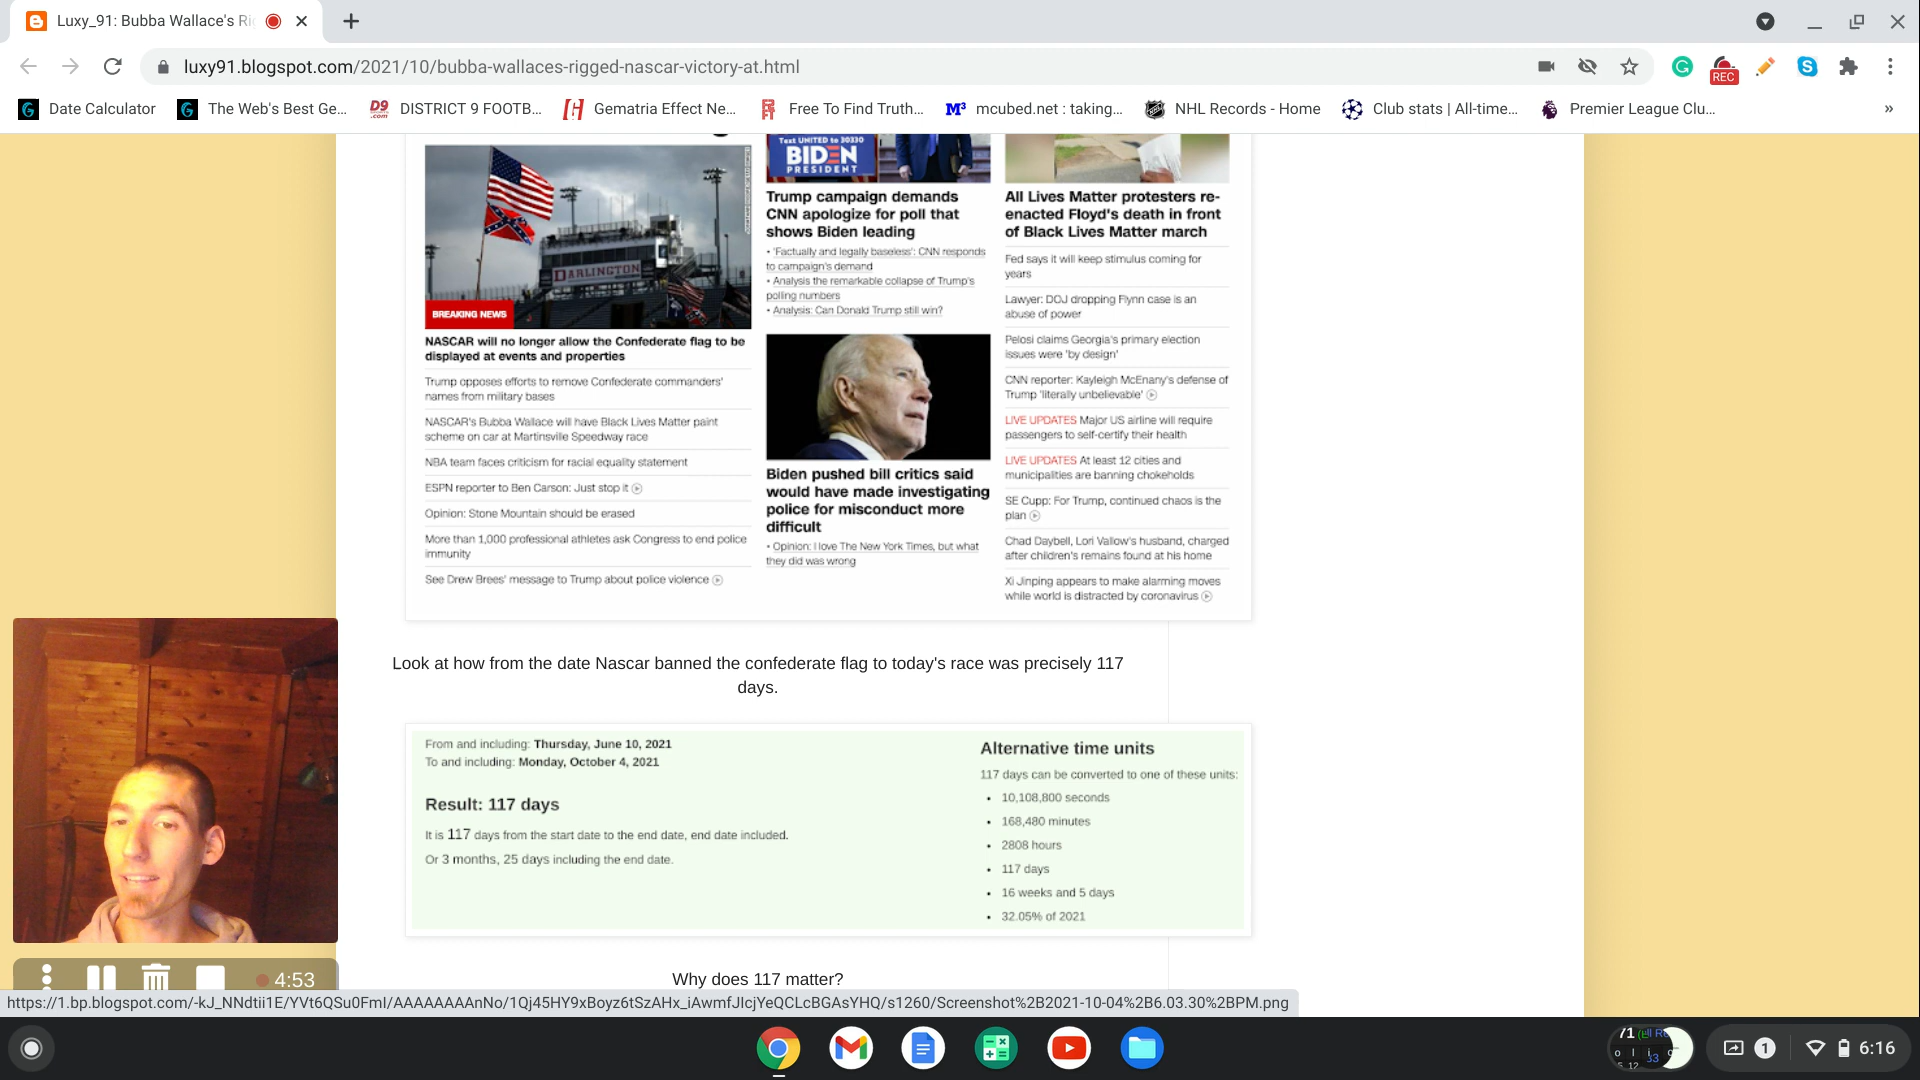 Luxy_91: Bubba Wallace's Ri
luxy91.blogspot.com/2021/10/bubba-wallaces-rigged-nascar-victory-at.html
REC
Date Calculator
The Web's Best Ge...
DISTRICT 9 FOOTB...
Gematria Effect Ne...
Free To Find Truth...
mcubed.net : taking...
NHL Records - Home
Club stats | All-time...
Premier League Clu...
»
DARLINGTON
BREAKING NEWS
NASCAR will no longer allow the Confederate flag to be
displayed at events and properties
Trump opposes efforts to remove Confederate commanders'
names from military bases
NASCAR's Bubba Wallace will have Black Lives Matter paint
scheme on car at Martinsville Speedway race
NBA team faces criticism for racial equality statement
ESPN reporter to Ben Carson: Just stop it
Opinion: Stone Mountain should be erased
More than 1,000 professional athletes ask Congress to end police
immunity
See Drew Brees' message to Trump about police violence
Text UNITED to 30330
BIDEN
PRESIDENT
Trump campaign demands
CNN apologize for poll that
shows Biden leading
• 'Factually and legally baseless': CNN responds
to campaign's demand
• Analysis the remarkable collapse of Trump's
polling numbers
• Analysis: Can Donald Trump still win?
Biden pushed bill critics said
would have made investigating
police for misconduct more
difficult
• Opinion: I love The New York Times, but what
they did was wrong
All Lives Matter protesters re-
enacted Floyd's death in front
of Black Lives Matter march
Fed says it will keep stimulus coming for
years
Lawyer: DOJ dropping Flynn case is an
abuse of power
Pelosi claims Georgia's primary election
issues were 'by design'
CNN reporter: Kayleigh McEnany's defense of
Trump 'literally unbelievable'
LIVE UPDATES Major US airline will require
passengers to self-certify their health
LIVE UPDATES At least 12 cities and
municipalities are banning chokeholds
SE Cupp: For Trump, continued chaos is the
plan
Chad Daybell, Lori Vallow's husband, charged
after children's remains found at his home
Xi Jinping appears to make alarming moves
while world is distracted by coronavirus
Look at how from the date Nascar banned the confederate flag to today's race was precisely 117
days.
From and including: Thursday, June 10, 2021
To and including: Monday, October 4, 2021
Result: 117 days
It is 117 days from the start date to the end date, end date included.
Or 3 months, 25 days including the end date.
Alternative time units
117 days can be converted to one of these units:
• 10,108,800 seconds
• 168,480 minutes
• 2808 hours
• 117 days
• 16 weeks and 5 days
• 32.05% of 2021
Why does 117 matter?
4:53
https://1.bp.blogspot.com/-kJ_NNdtii1E/YVt6QSu0FmI/AAAAAAAAnNo/1Qj45HY9xBoyz6tSzAHx_iAwmfJIcjYeQCLcBGAsYHQ/s1260/Screenshot%2B2021-10-04%2B6.03.30%2BPM.png
71
1
6:16